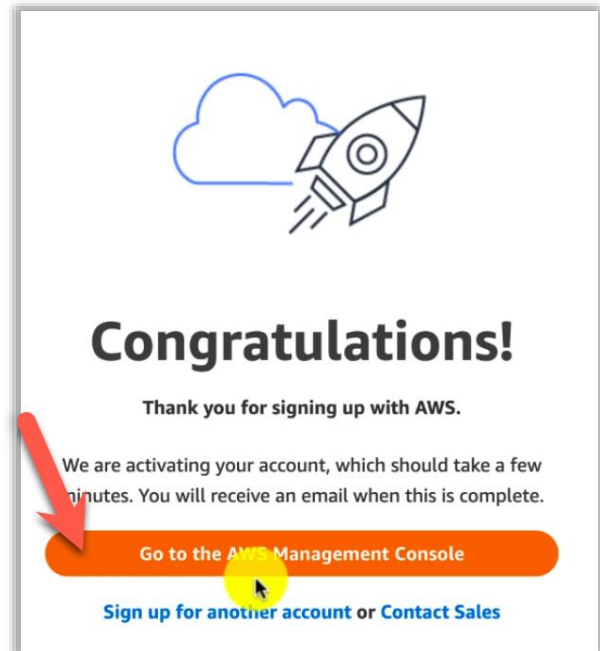 Congratulations!
Thank you for signing up with AWS.
We are activating your account, which should take a few
minutes. You will receive an email when this is complete.
Go to the AWS Management Console
Sign up for another account or Contact Sales